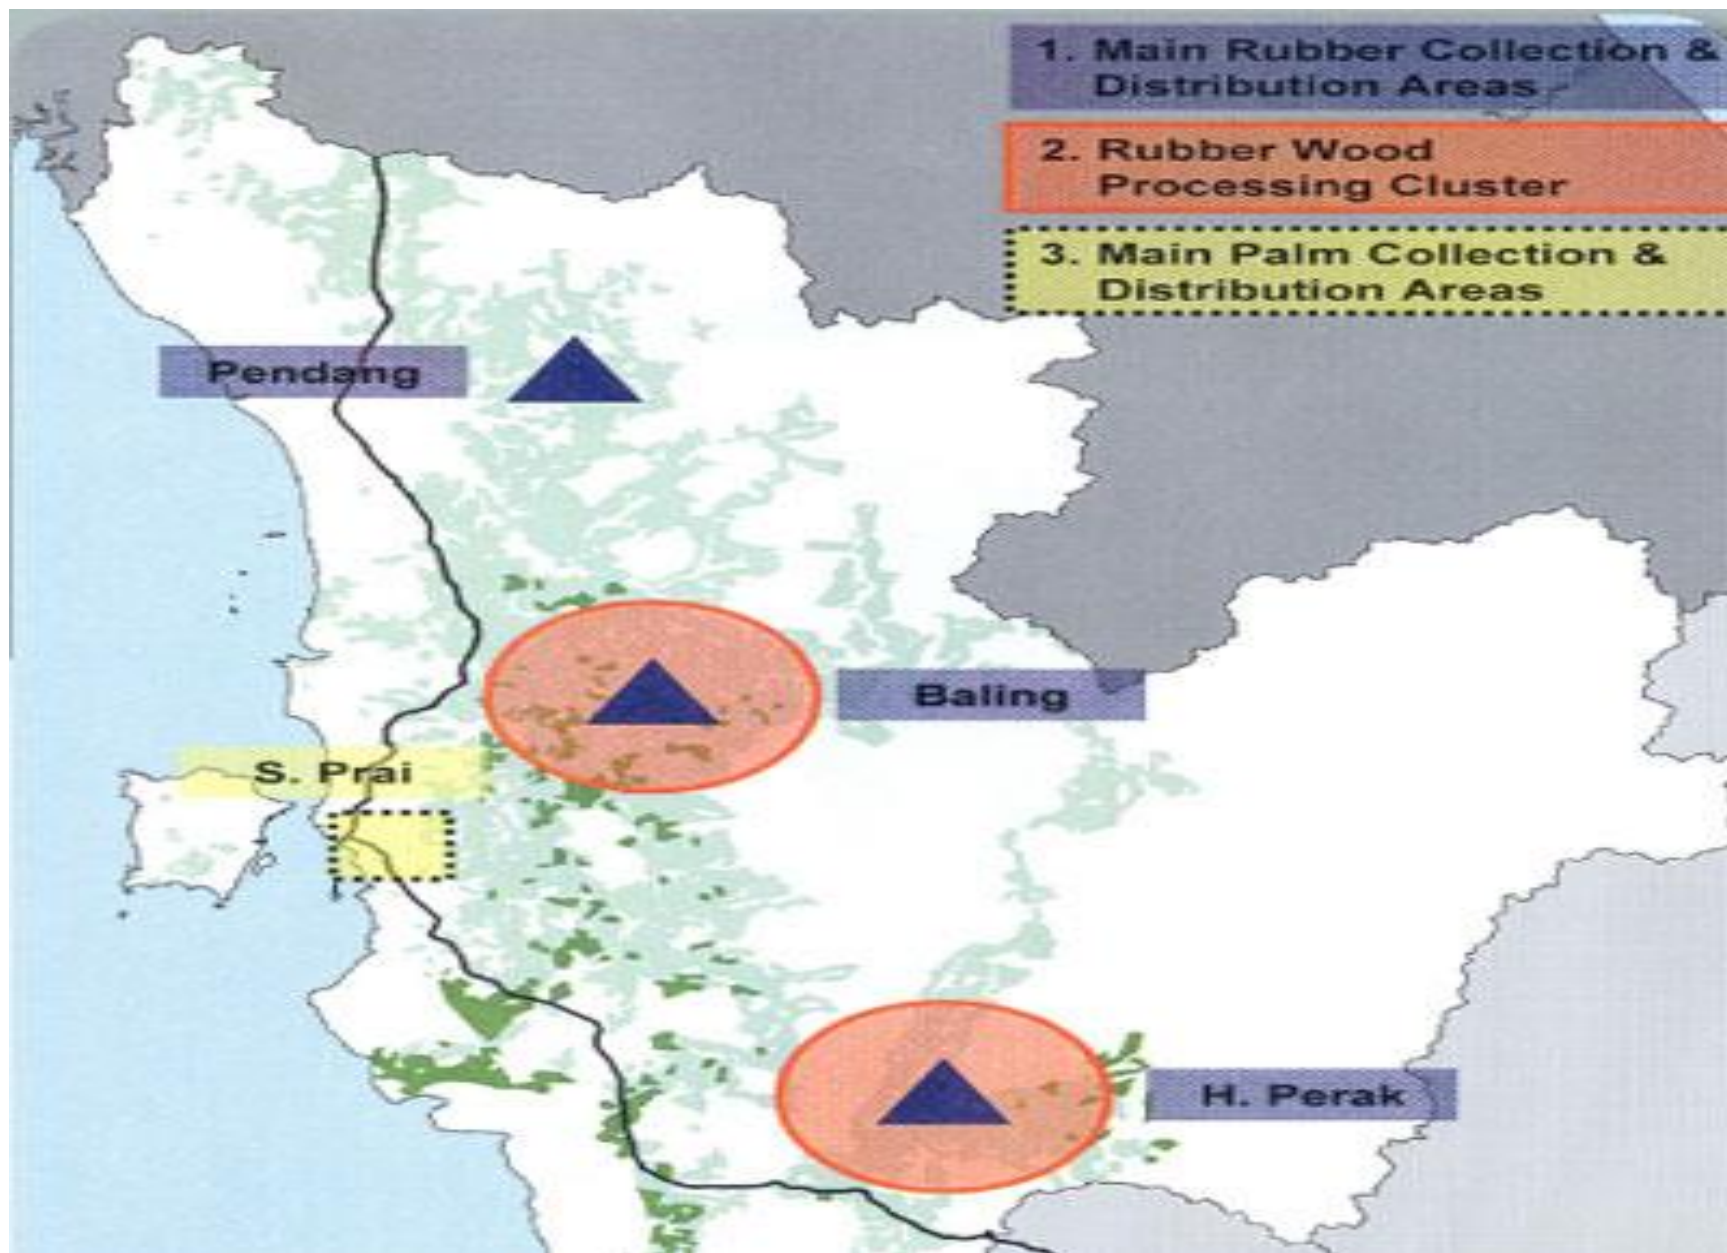 1. Main Rubber Collection &
Distribution Areas
2. Rubber Wood
Processing Cluster
3. Main Palm Collection &
Distribution Areas
Pendang
Baling
S. Prai
H. Perak